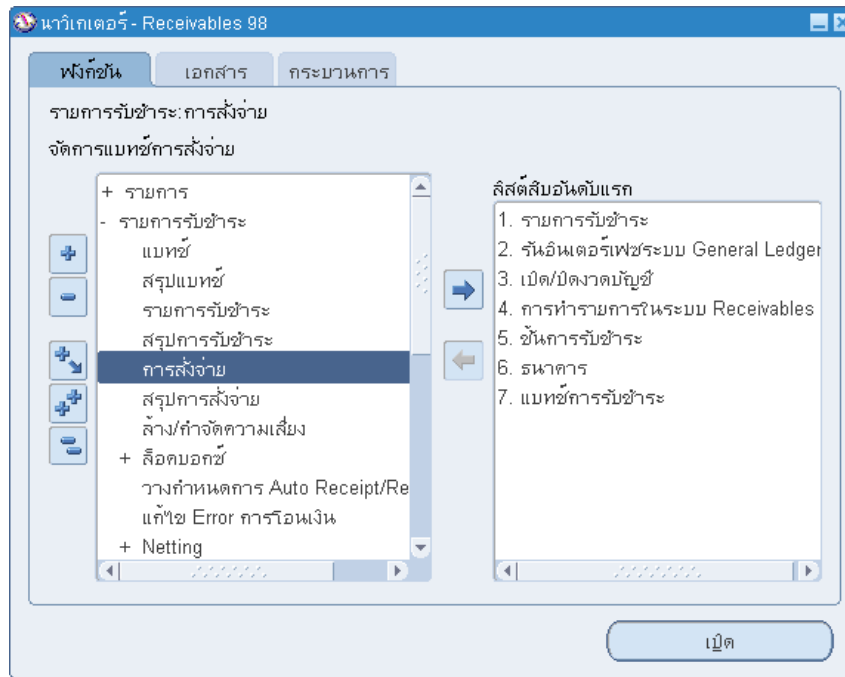 นาวิเกเตอร์ - Receivables 98
ฟังก์ชัน
เอกสาร
กระบวนการ
รายการรับชำระ:การสั่งจ่าย
จัดการแบทช์การสั่งจ่าย
+ รายการ
- รายการรับชำระ
แบทช์
สรุปแบทช์
รายการรับชำระ
สรุปการรับชำระ
การสั่งจ่าย
สรุปการสั่งจ่าย
ล้าง/กำจัดความเสี่ยง
+ ล็อคบอกซ์
วางกำหนดการ Auto Receipt/Re
แก้ไข Error การโอนเงิน
+ Netting
ลิสต์สิบอันดับแรก
1. รายการรับชำระ
2. รันอินเตอร์เฟซระบบ General Ledger
3. เปิด/ปิดงวดบัญชี
4. การทำรายการในระบบ Receivables
5. ชั้นการรับชำระ
6. ธนาคาร
7. แบทช์การรับชำระ
เปิด